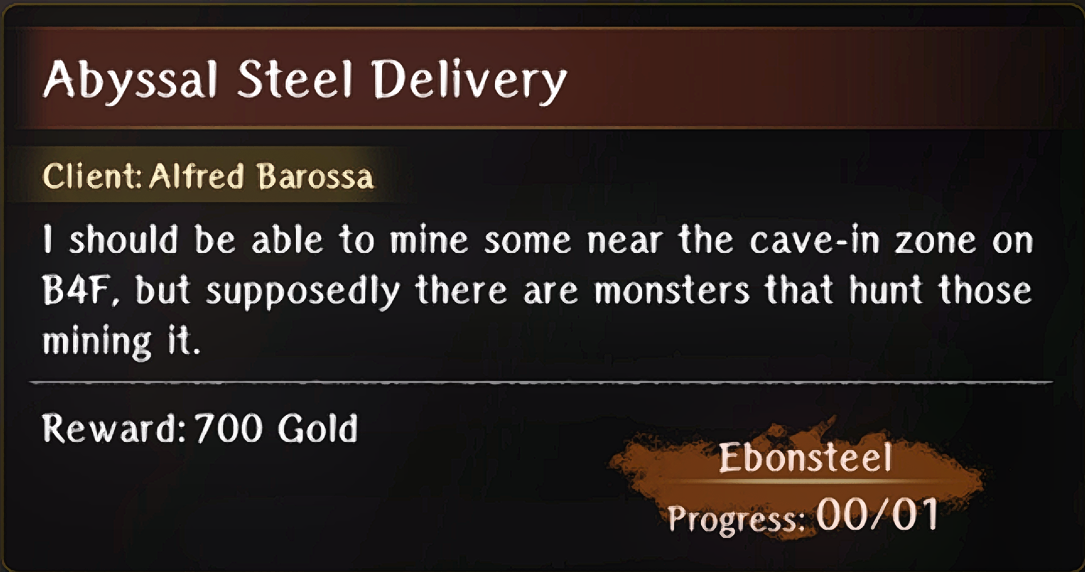 Abyssal Steel Delivery
Client: Alfred Barossa
I should be able to mine some near the cave-in zone on
B4F, but supposedly there are monsters that hunt those
mining it.
Reward: 700 Gold
Ebonsteel
Progress: 00/01